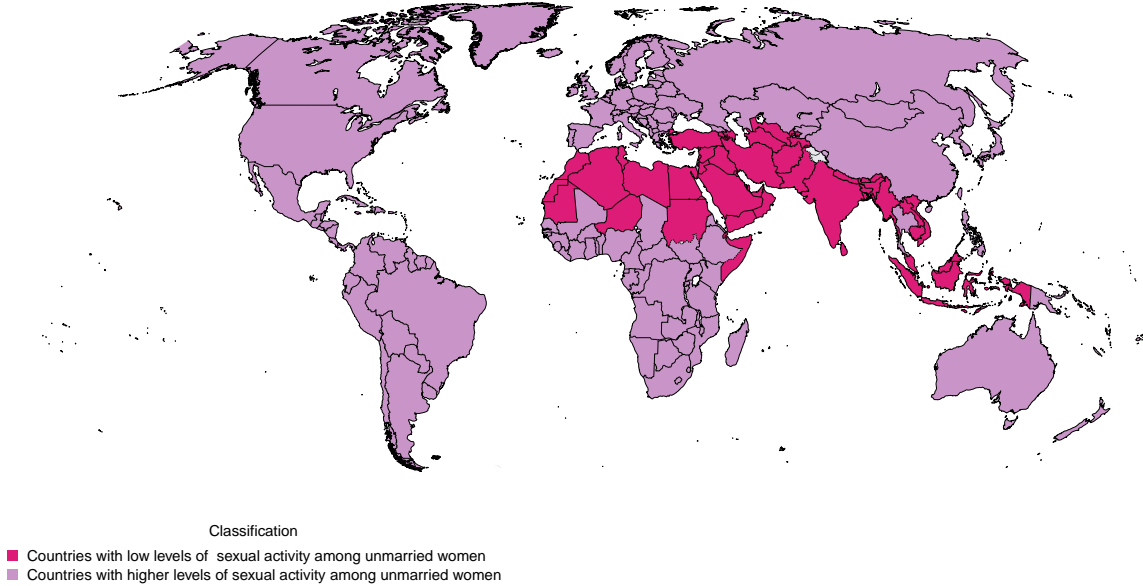 Classification
Countries with low levels of  sexual activity among unmarried women
Countries with higher levels of sexual activity among unmarried women